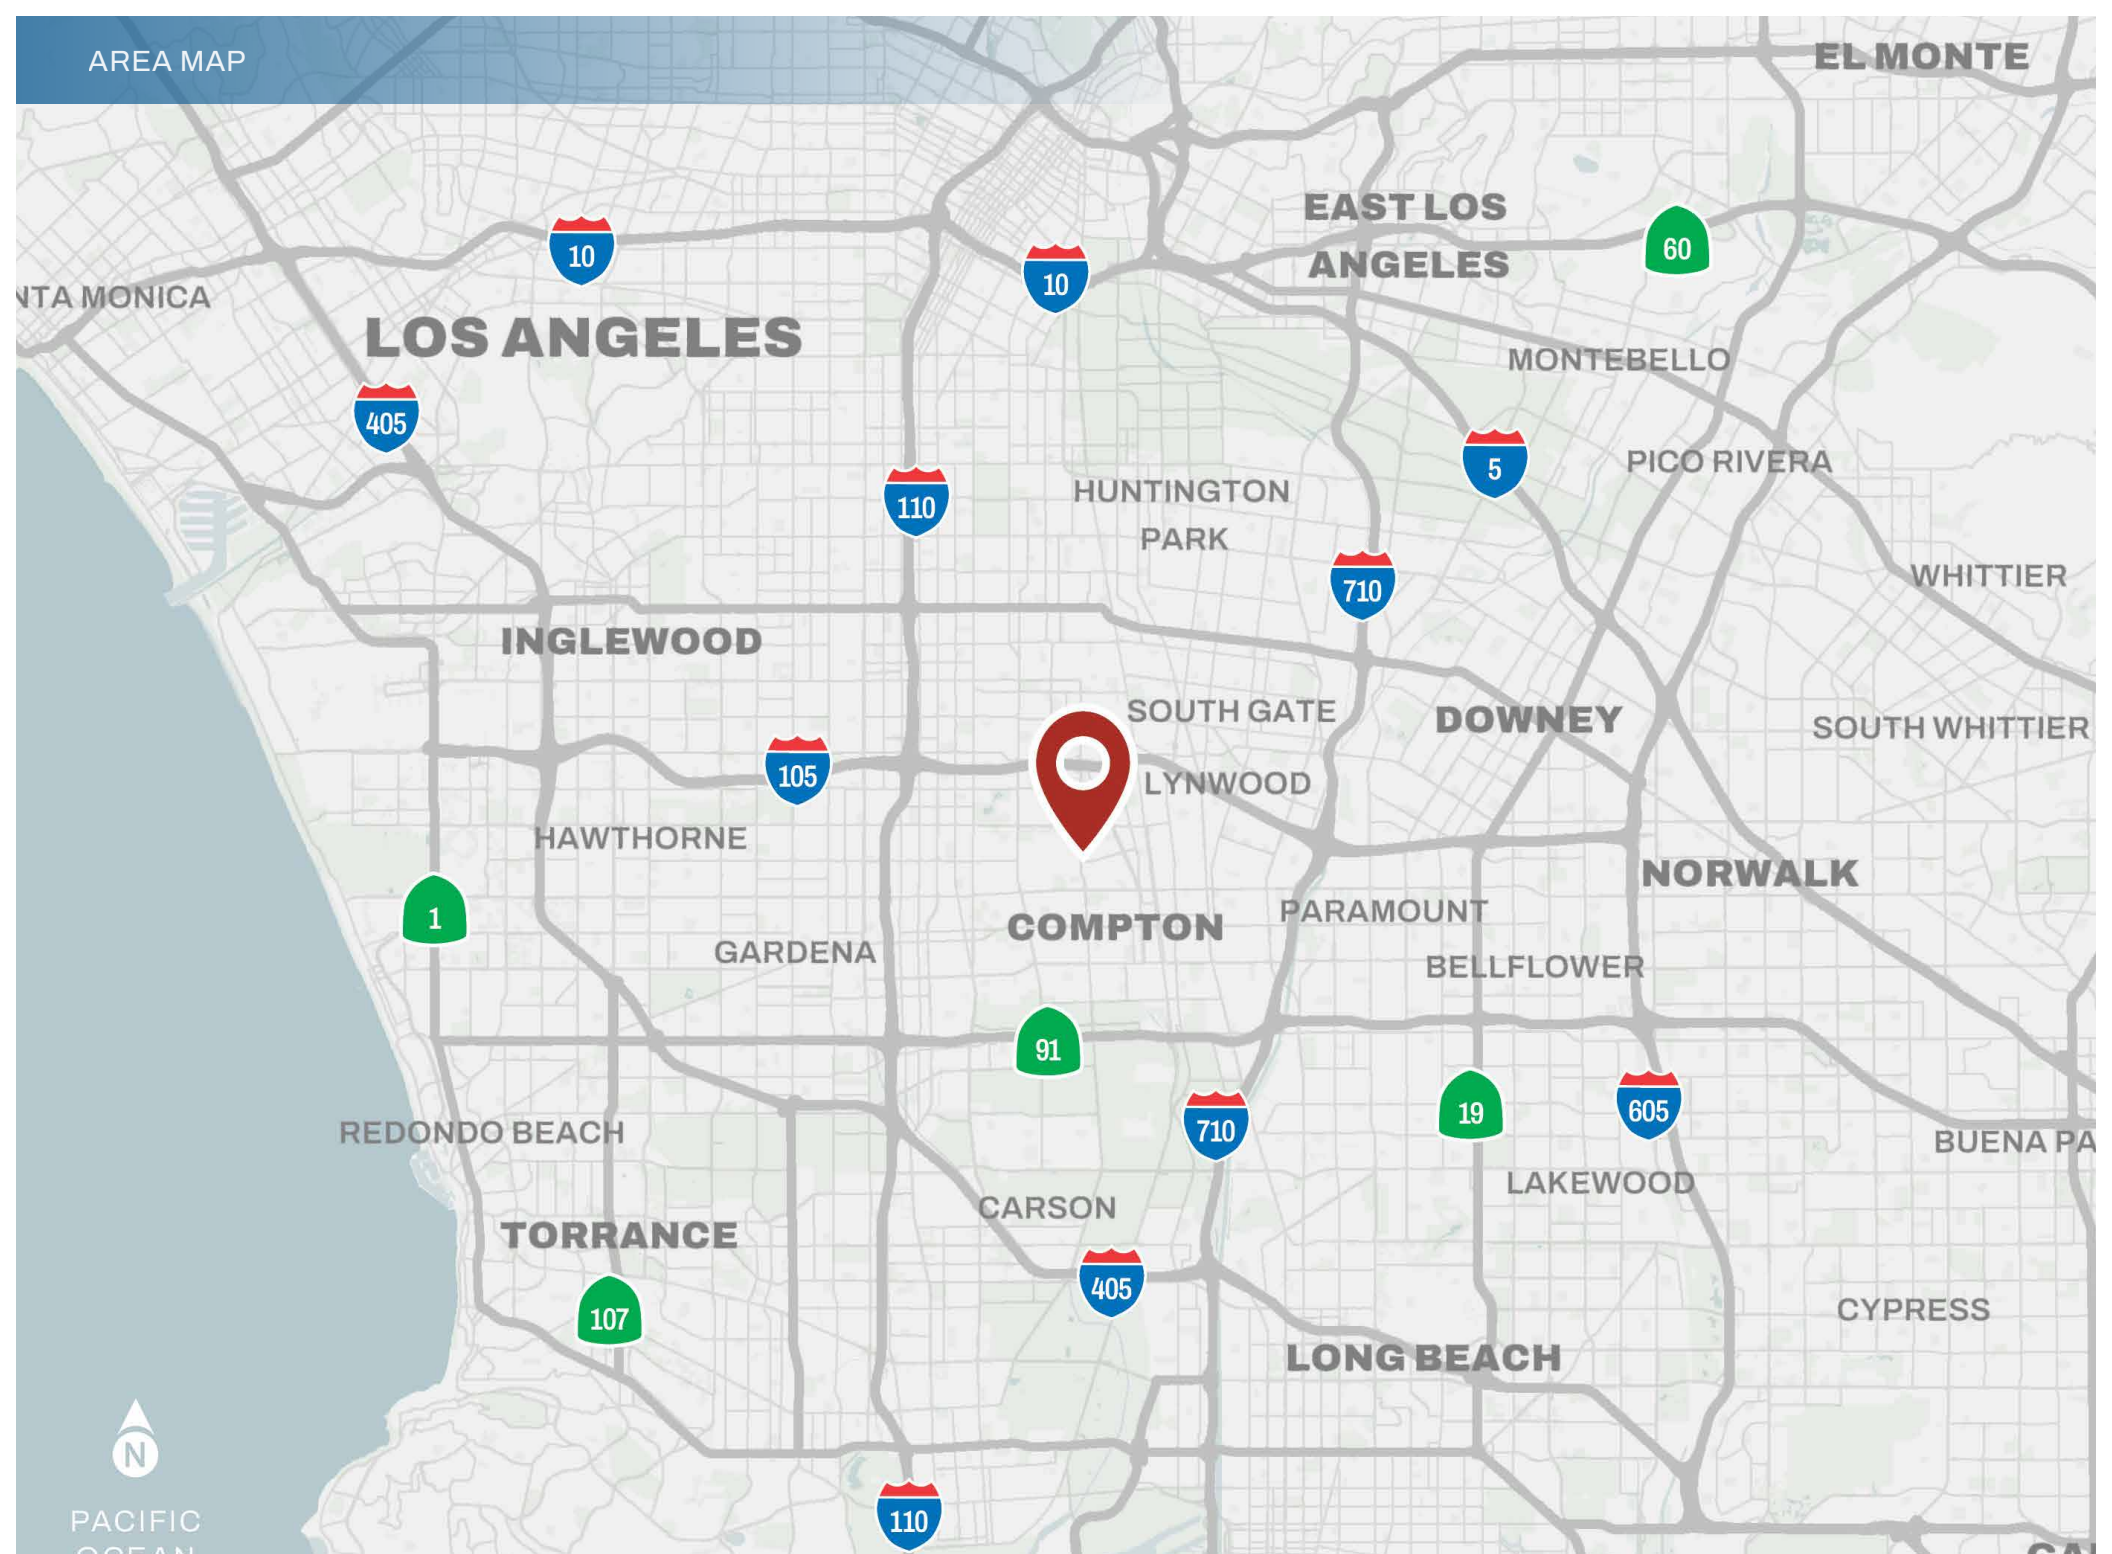 AREA MAP
EL MONTE
EAST LOS
ANGELES
60
10
10
NTA MONICA
LOS ANGELES
MONTEBELLO
405
5
PICO RIVERA
110
HUNTINGTON
PARK
710
WHITTIER
INGLEWOOD
SOUTH GATE
DOWNEY
SOUTH WHITTIER
105
LYNWOOD
HAWTHORNE
NORWALK
1
COMPTON
PARAMOUNT
GARDENA
BELLFLOWER
91
19
605
710
REDONDO BEACH
BUENA PA
LAKEWOOD
CARSON
TORRANCE
405
107
CYPRESS
LONG BEACH
N
PACIFIC
OCEAN
110